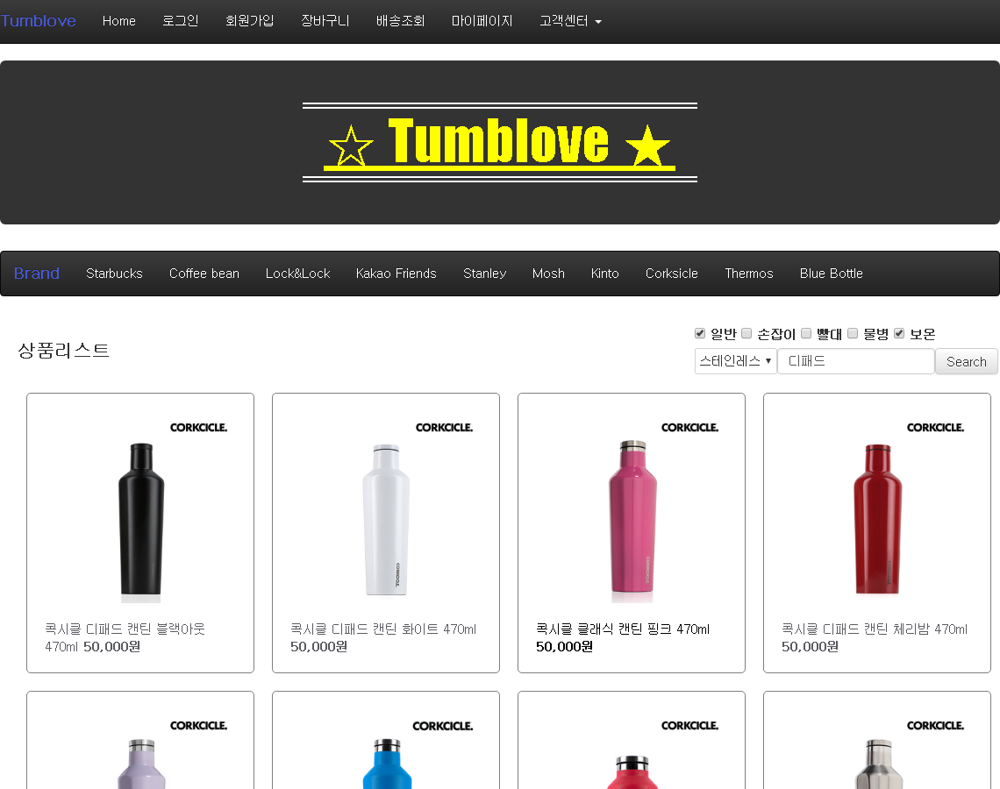 Tumblove Home 로그인 회원가입 장바구니 배송조회 마이페이지 고객센터
☆ Tumblove ★
Brand Starbucks Coffee bean Lock&Lock Kakao Friends Stanley Mosh Kinto Corksicle Thermos Blue Bottle
일반 손잡이 빨대 물병 보온
상품리스트
스테인레스 디패드 Search
CORKCICLE. CORKCICLE. CORKCICLE. CORKCICLE.
CORKCICLE CORKCICLE CORKCICLE
콕시클 디패드 캔틴 블랙아웃
470ml 50,000원
콕시클 디패드 캔틴 화이트 470ml
50,000원
콕시클 클래식 캔틴 핑크 470ml
50,000원
콕시클 디패드 캔틴 체리밤 470ml
50,000원
CORKCICLE. CORKCICLE. CORKCICLE. CORKCICLE.